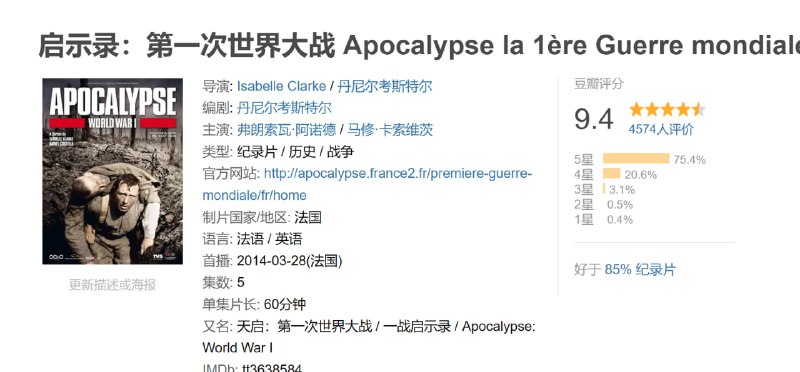 启示录：第一次世界大战 Apocalypse la 1ère Guerre mondiale
APOCALYPSE
WORLD WAR I
更新描述或海报
导演: Isabelle Clarke / 丹尼尔考斯特尔
编剧: 丹尼尔考斯特尔
主演: 弗朗索瓦·阿诺德 / 马修·卡索维茨
类型: 纪录片 / 历史 / 战争
官方网站: http://apocalypse.france2.fr/premiere-guerre-
mondiale/fr/home
制片国家/地区: 法国
语言: 法语 / 英语
首播: 2014-03-28(法国)
集数: 5
单集片长: 60分钟
又名: 天启：第一次世界大战 / 一战启示录 / Apocalypse:
World War I
IMDb: tt3638584
豆瓣评分
9.4
4574人评价
5星 75.4%
4星 20.6%
3星 3.1%
2星 0.5%
1星 0.4%
好于 85% 纪录片